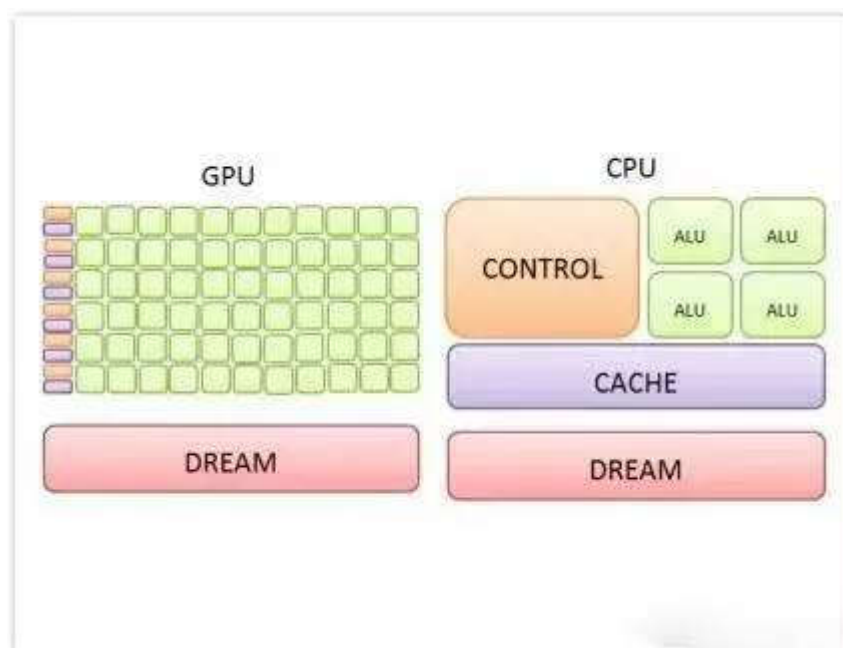 GPU
CPU
CONTROL
ALU
ALU
ALU
ALU
CACHE
DREAM
DREAM